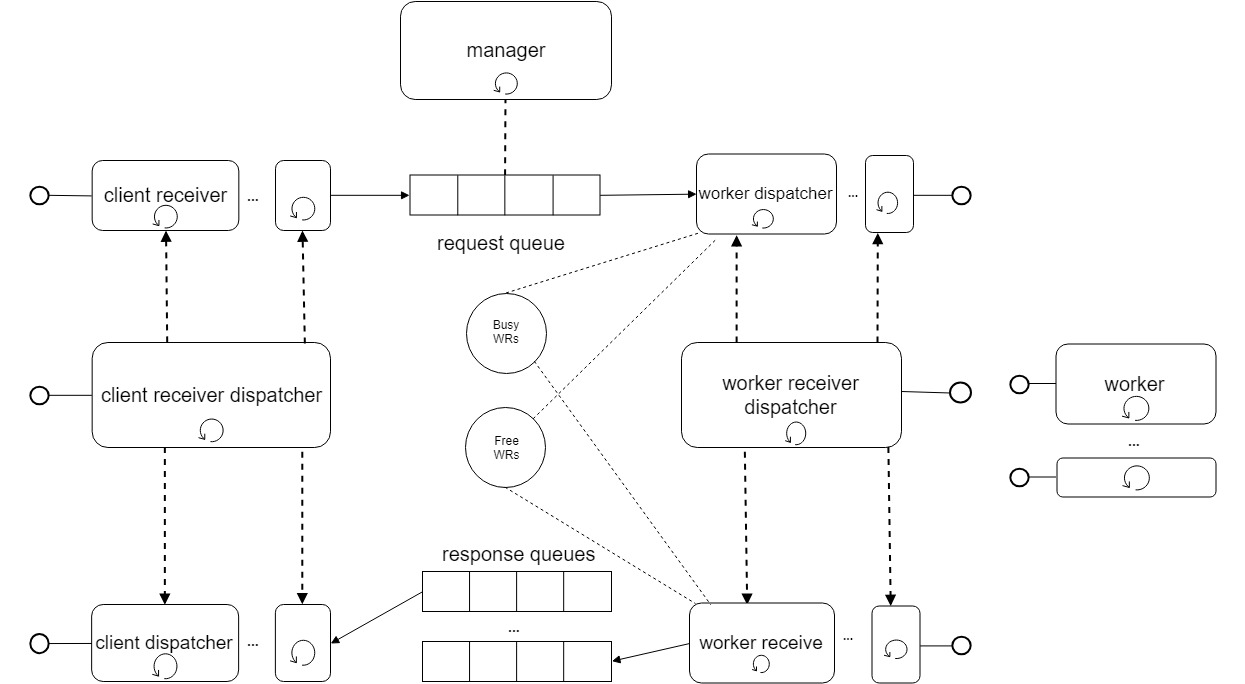 manager
client receiver
...
request queue
worker dispatcher
...
Busy
WRs
client receiver dispatcher
worker receiver
dispatcher
worker
...
Free
WRs
response queues
...
client dispatcher
...
worker receive
...